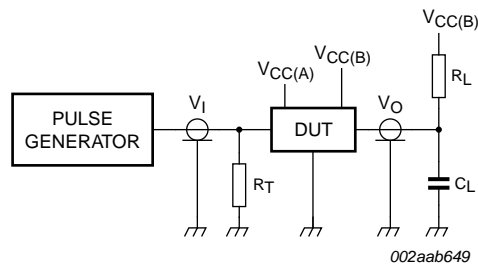 VCC(B)
VCC(A)
VCC(B)
RL
VI
VO
PULSE
GENERATOR
DUT
RT
CL
002aab649